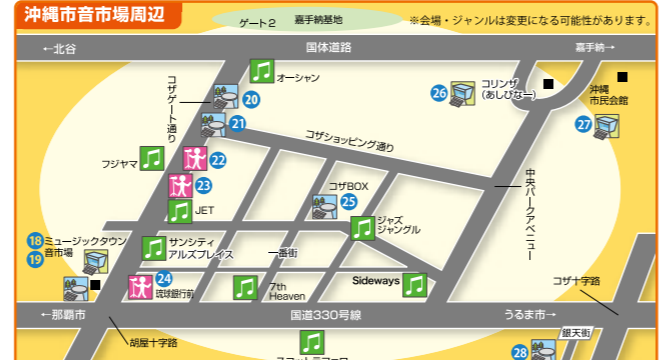 沖縄市音市場周辺
ゲート2
嘉手納基地
※会場・ジャンルは変更になる可能性があります。
←北谷
国体道路
嘉手納→
オーシャン
コザゲート通り
20
21
コザショッピング通り
26
コリンザ
(あしびなー)
沖縄
市民会館
27
フジヤマ
22
23
JET
コザBOX
25
ジャズ
ジャングル
中央パークアベニュー
18
19
ミュージックタウン
音市場
サンシティ
アルズプレイス
一番街
24
琉球銀行前
7th
Heaven
Sideways
コザ十字路
←那覇市
国道330号線
うるま市→
胡屋十字路
銀天街
28